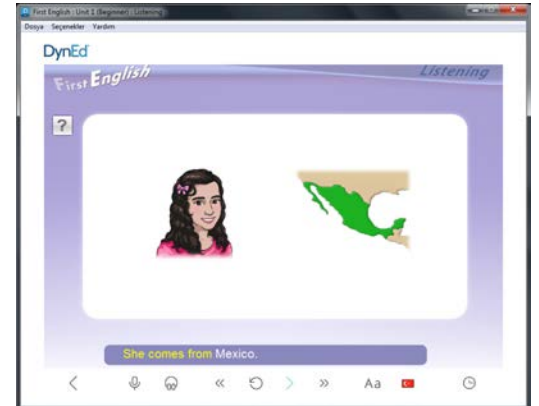 First English : Unit 1 (Beginner) : Listening
Dosya Seçenekler Yardım
DynEd
First English
Listening
?
She comes from Mexico.
Aa